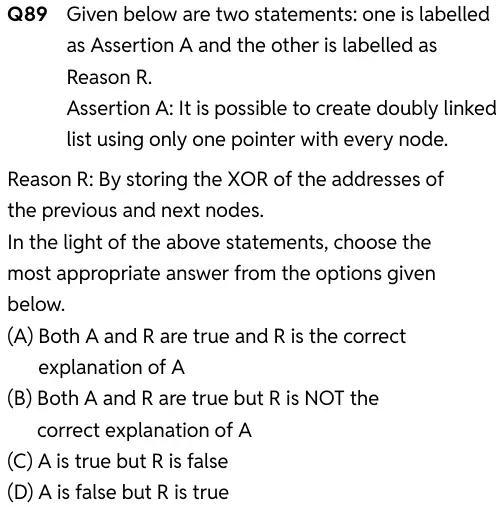 Q89 Given below are two statements: one is labelled
as Assertion A and the other is labelled as
Reason R.
Assertion A: It is possible to create doubly linked
list using only one pointer with every node.
Reason R: By storing the XOR of the addresses of
the previous and next nodes.
In the light of the above statements, choose the
most appropriate answer from the options given
below.
(A) Both A and R are true and R is the correct
explanation of A
(B) Both A and R are true but R is NOT the
correct explanation of A
(C) A is true but R is false
(D) A is false but R is true